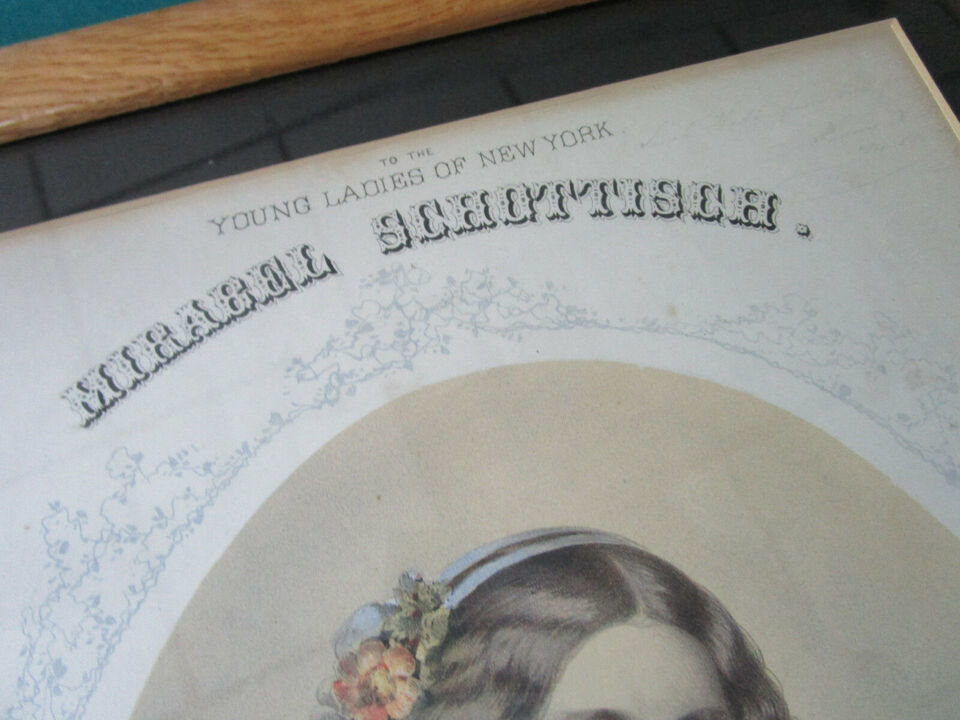 TO THE
YOUNG LADIES OF NEW YORK
MIRABEL SCHOTTISCH.